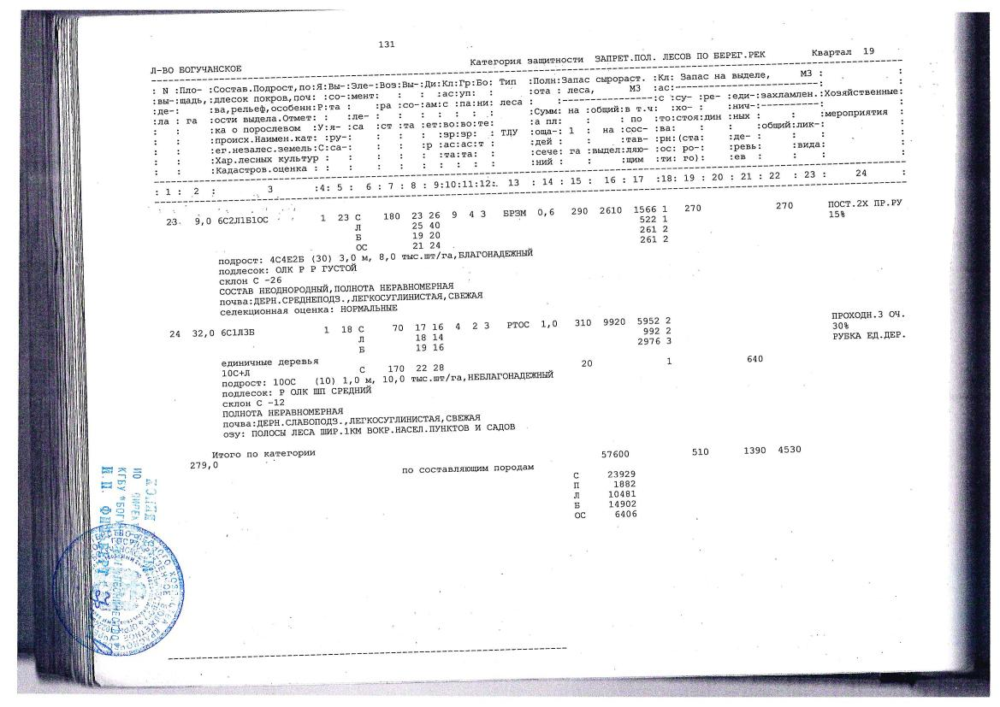 131
Л-ВО БОГУЧАНСКОЕ Категория защитности ЗАПРЕТ.ПОЛ. ЛЕСОВ ПО БЕРЕГ.РЕК Квартал 19
: N :Пло- :Состав.Подрост,по:Я:Вы-:Эле-:Воз:Вы-:Ди:Кл:Гр:Бо: Тип :Полн:Запас сырораст. :Кл: Запас на выделе, М3 :
:вы-:щадь,:длесок покров,поч: :со-:мент: : : :ас:уп: : :ота : леса, М3 :ас:
:де-: :ва,рельеф,особенн:Р:та : :ра :со-:ам:с :па:ни: леса : :с :су- :ре- :еди-:захламлен.:Хозяйственные:
:ла : га :ости выдела.Отмет: : :ле- : : : : : : : :Сумм: на :общий:в т.ч: :хо- : :нич-:
: : :ка о порослевом :У:я- :са :ст :та :ет:во:во:те: :а пл: : : по :то:стоя:дин :ных : : :мероприятия :
: : :происх.Наимен.кат: :ру-: : : : :зр:зр: : ТЛУ :оща-: 1 : на :сос- :ва: : : :общий:лик-:
: : :ег.незалес.земель:С:са-: : : :р :ас:ас:т : :дей : : :тав- :рн:(ста: :де- : :вида:
: : :Хар.лесных культур : : : : : : :та:та: : :сече: га :выдел:ляю- :ос: ро-: :ревь: : :
: : :Кадастров.оценка : : : : : : : : : : :ний : : :щим :ти: го): :ев : : :
: 1 : 2 : 3 :4: 5 : 6 : 7 : 8 : 9:10:11:12: 13 : 14 : 15 : 16 : 17 :18: 19 : 20 : 21 : 22 : 23 : 24 :
23 9,0 6С2Л1Б1ОС 1 23 С 180 23 26 9 4 3 БРЗМ 0,6 290 2610 1566 1 270 270 ПОСТ.2Х ПР.РУ
Л 25 40 522 1 15%
Б 19 20 261 2
ОС 21 24 261 2
подрост: 4С4Е2Б (30) 3,0 м, 8,0 тыс.шт/га,БЛАГОНАДЕЖНЫЙ
подлесок: ОЛК Р Р ГУСТОЙ
склон С -26
СОСТАВ НЕОДНОРОДНЫЙ,ПОЛНОТА НЕРАВНОМЕРНАЯ
почва:ДЕРН.СРЕДНЕПОДЗ.,ЛЕГКОСУГЛИНИСТАЯ,СВЕЖАЯ
селекционная оценка: НОРМАЛЬНЫЕ
24 32,0 6С1Л3Б 1 18 С 70 17 16 4 2 3 РТОС 1,0 310 9920 5952 2 ПРОХОДН.3 ОЧ.
Л 18 14 992 2 30%
Б 19 16 2976 3 РУБКА ЕД.ДЕР.
единичные деревья
10С+Л С 170 22 28 20 1 640
подрост: 10ОС (10) 1,0 м, 10,0 тыс.шт/га,НЕБЛАГОНАДЕЖНЫЙ
подлесок: Р ОЛК ШП СРЕДНИЙ
склон С -12
ПОЛНОТА НЕРАВНОМЕРНАЯ
почва:ДЕРН.СЛАБОПОДЗ.,ЛЕГКОСУГЛИНИСТАЯ,СВЕЖАЯ
озу: ПОЛОСЫ ЛЕСА ШИР.1КМ ВОКР.НАСЕЛ.ПУНКТОВ И САДОВ
Итого по категории 57600 510 1390 4530
279,0 по составляющим породам
С 23929
П 1882
Л 10481
Б 14902
ОС 6406
КОПИЯ
ИО
КГБУ
И.П.